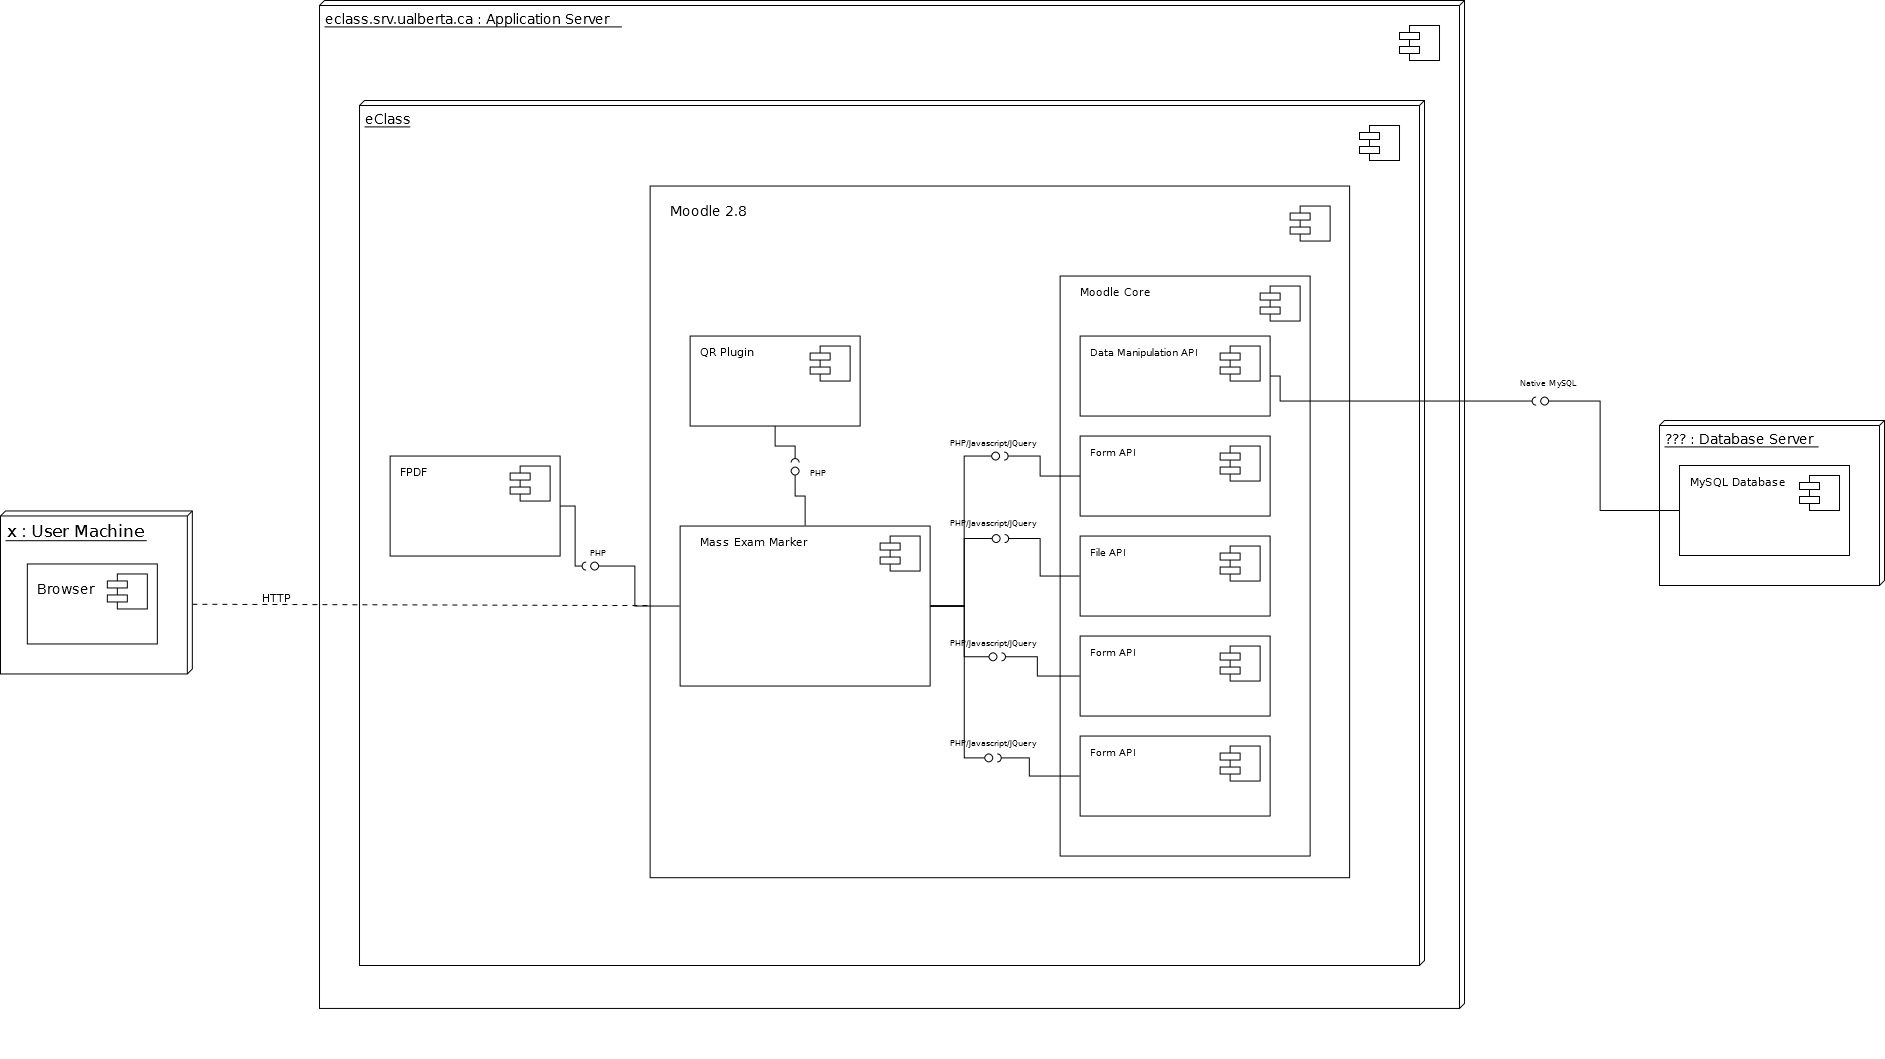 eclass.srv.ualberta.ca : Application Server
eClass
Moodle 2.8
Moodle Core
QR Plugin
Data Manipulation API
Native MySQL
PHP/Javascript/JQuery
Form API
??? : Database Server
FPDF
PHP
MySQL Database
x : User Machine
PHP/Javascript/JQuery
Mass Exam Marker
PHP
File API
Browser
HTTP
PHP/Javascript/JQuery
Form API
PHP/Javascript/JQuery
Form API